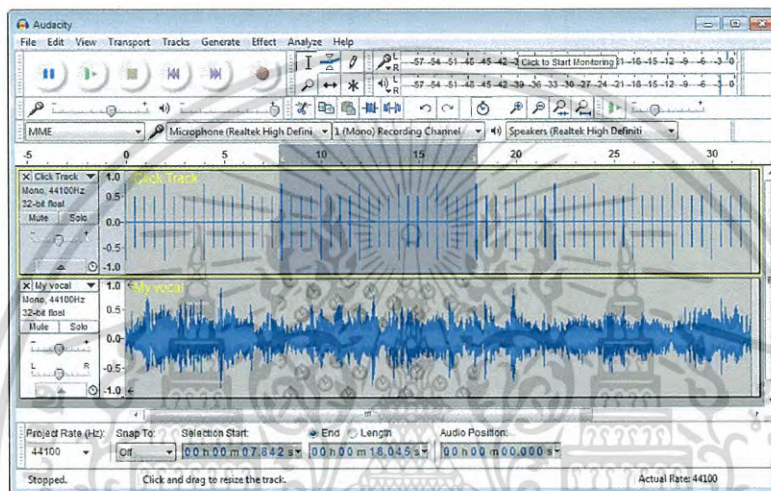 Audacity
File Edit View Transport Tracks Generate Effect Analyze Help
L R -57 -54 -51 -48 -45 -42 Click to Start Monitoring -18 -15 -12 -9 -6 -3 0
L R -57 -54 -51 -48 -45 -42 -39 -36 -33 -30 -27 -24 -21 -18 -15 -12 -9 -6 -3 0
MME Microphone (Realtek High Defini 1 (Mono) Recording Channel Speakers (Realtek High Definiti
-5 0 5 10 15 20 25 30
Click Track 1.0 Click Track
Mono, 44100Hz
32-bit float 0.5
Mute Solo 0.0
- + -0.5
-1.0
My vocal 1.0 My vocal
Mono, 44100Hz
32-bit float 0.5
Mute Solo 0.0
- +
L R -0.5
-1.0
Project Rate (Hz): Snap To: Selection Start: End Length Audio Position:
44100 Off 00 h 00 m 07.842 s 00 h 00 m 18.045 s 00 h 00 m 00.000 s
Stopped. Click and drag to resize the track. Actual Rate: 44100